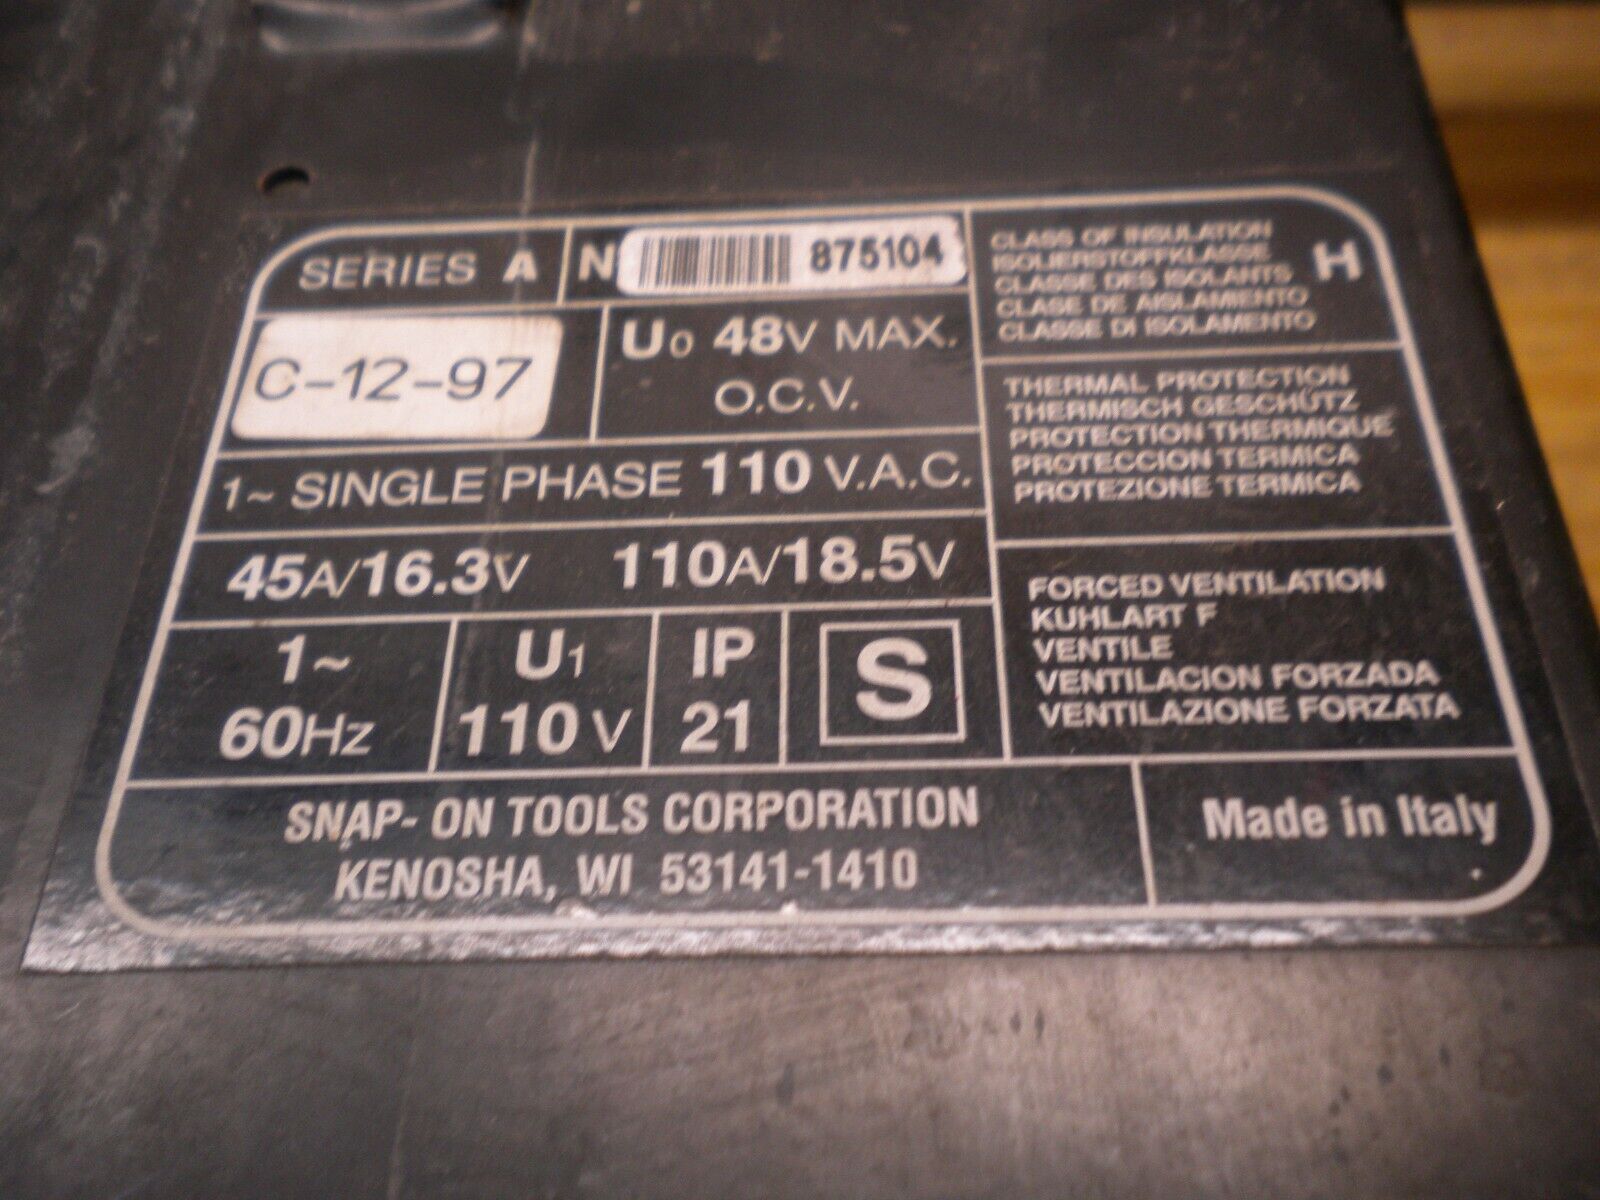 SERIES A
N 875104
C-12-97
U0 48V MAX.
O.C.V.
1~ SINGLE PHASE 110 V.A.C.
45A/16.3V 110A/18.5V
1~
60Hz
U1
110 V
IP
21
S
CLASS OF INSULATION
ISOLIERSTOFFKLASSE
CLASSE DES ISOLANTS
CLASE DE AISLAMIENTO
CLASSE DI ISOLAMENTO
H
THERMAL PROTECTION
THERMISCH GESCHÜTZ
PROTECTION THERMIQUE
PROTECCION TERMICA
PROTEZIONE TERMICA
FORCED VENTILATION
KUHLART F
VENTILE
VENTILACION FORZADA
VENTILAZIONE FORZATA
SNAP- ON TOOLS CORPORATION
KENOSHA, WI 53141-1410
Made in Italy